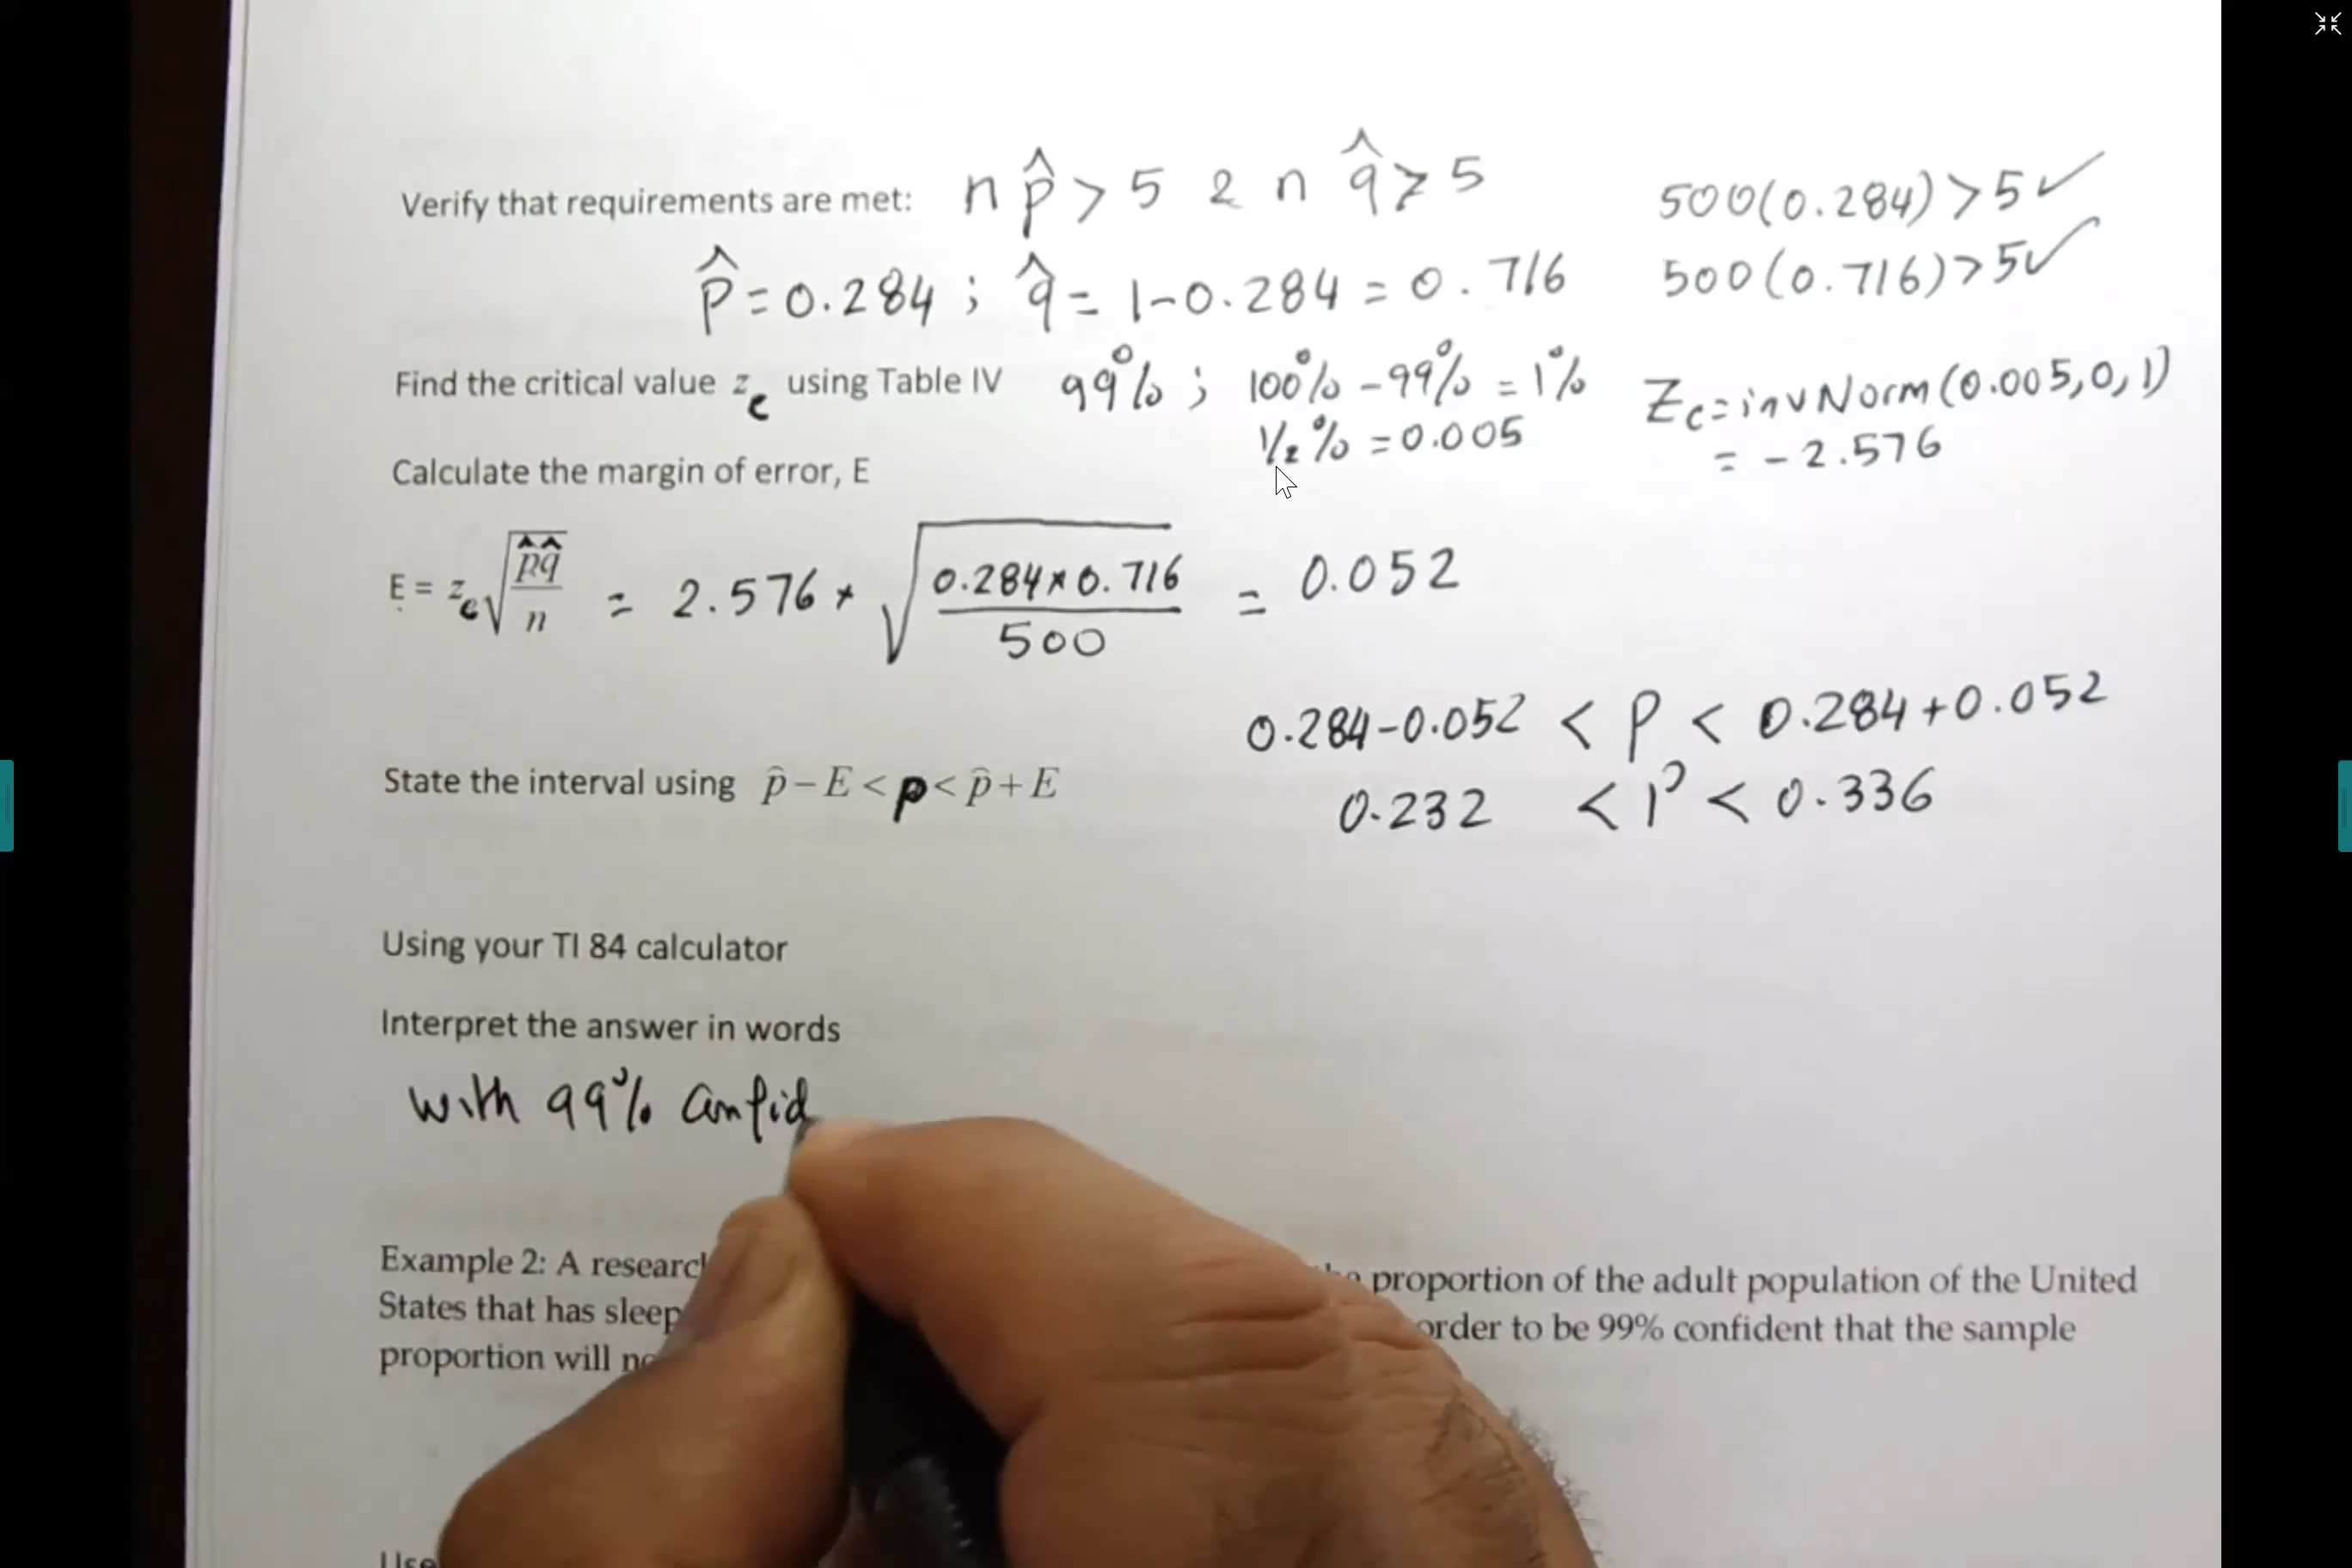 Verify that requirements are met: n p̂ > 5 & n q̂ > 5 500(0.284) > 5 ✓
p̂ = 0.284 ; q̂ = 1-0.284 = 0.716 500(0.716) > 5 ✓
Find the critical value zc using Table IV 99% ; 100% - 99% = 1% Zc = invNorm(0.005,0,1)
½% = 0.005 = -2.576
Calculate the margin of error, E
E = zc √(p̂q̂/n) = 2.576 * √(0.284×0.716/500) = 0.052
0.284-0.052 < p < 0.284+0.052
State the interval using p̂ − E < p < p̂ + E 0.232 < p < 0.336
Using your TI 84 calculator
Interpret the answer in words
With 99% Confid
Example 2: A proportion of the adult population of the United
States that has order to be 99% confident that the sample
proportion will